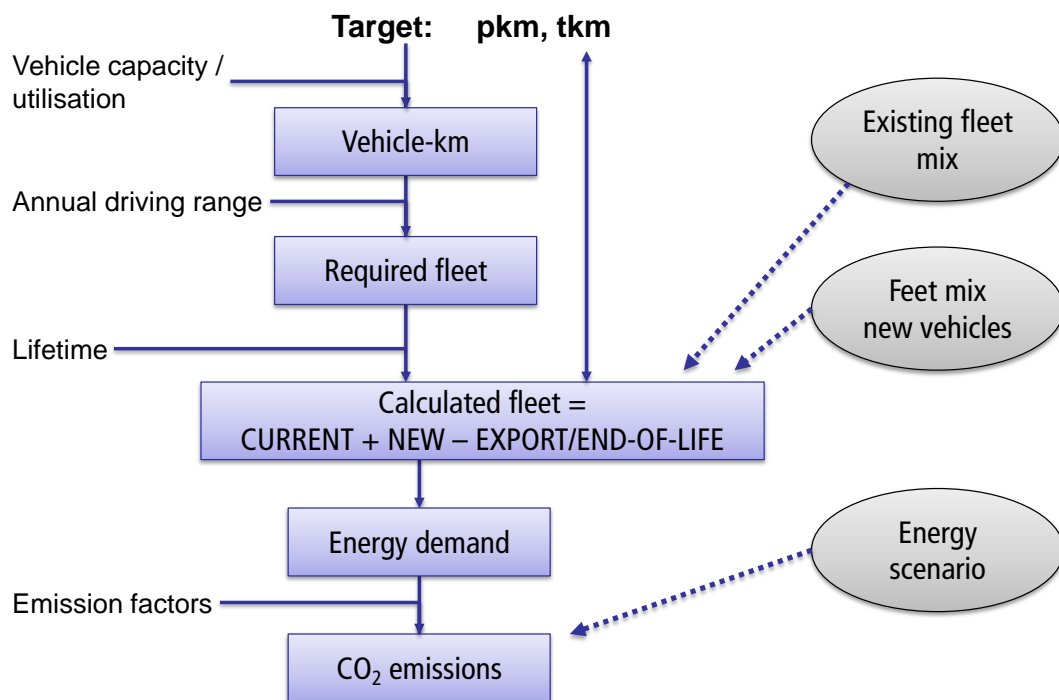 Target: pkm, tkm
Vehicle capacity /
utilisation
Vehicle-km
Existing fleet
mix
Annual driving range
Required fleet
Feet mix
new vehicles
Lifetime
Calculated fleet =
CURRENT + NEW – EXPORT/END-OF-LIFE
Energy demand
Energy
scenario
Emission factors
CO₂ emissions